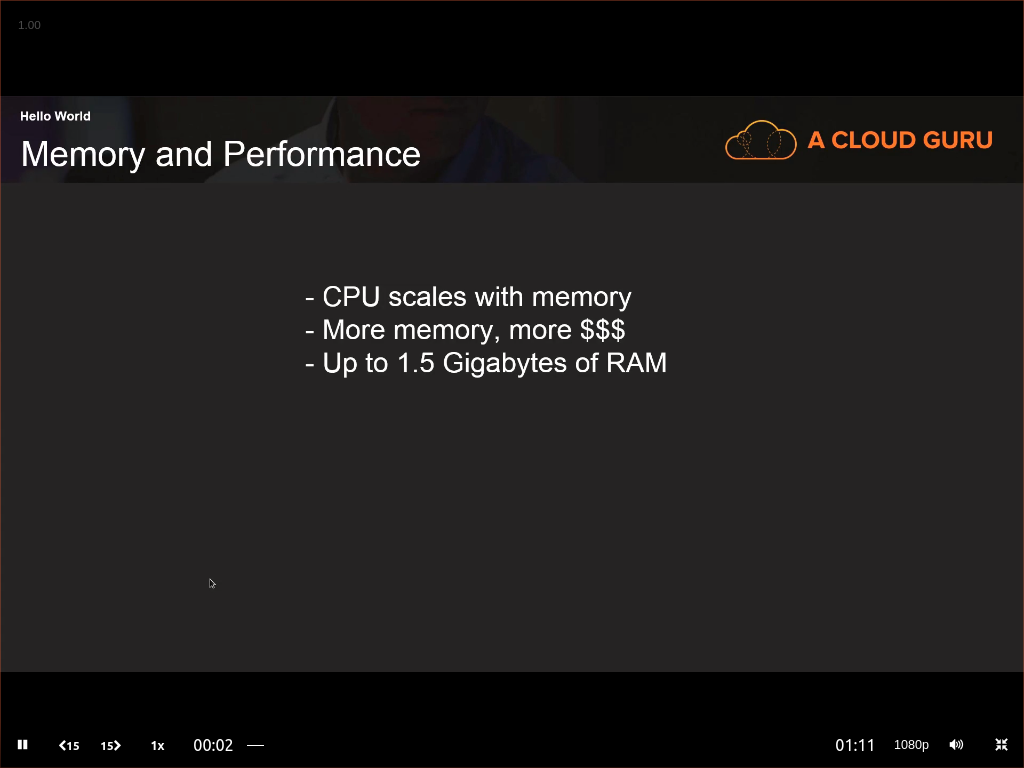 1.00
Hello World
Memory and Performance
A CLOUD GURU
- CPU scales with memory
- More memory, more $$$
- Up to 1.5 Gigabytes of RAM
15 15 1x 00:02 01:11 1080p